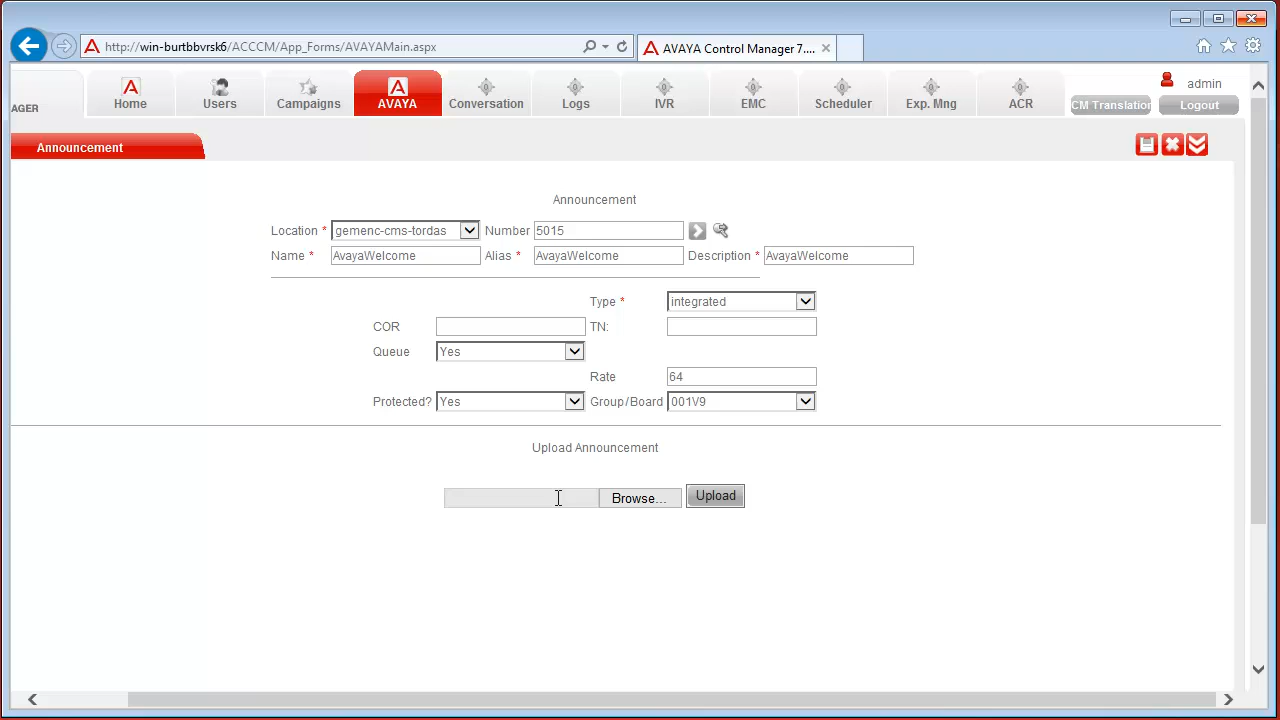 http://win-burtbbvrsk6/ACCCM/App_Forms/AVAYAMain.aspx
AVAYA Control Manager 7....
AGER
Home
Users
Campaigns
AVAYA
Conversation
Logs
IVR
EMC
Scheduler
Exp. Mng
ACR
admin
CM Translation
Logout
Announcement
Announcement
Location * gemenc-cms-tordas Number 5015
Name * AvayaWelcome Alias * AvayaWelcome Description * AvayaWelcome
Type * integrated
COR TN:
Queue Yes
Rate 64
Protected? Yes Group/Board 001V9
Upload Announcement
Browse... Upload